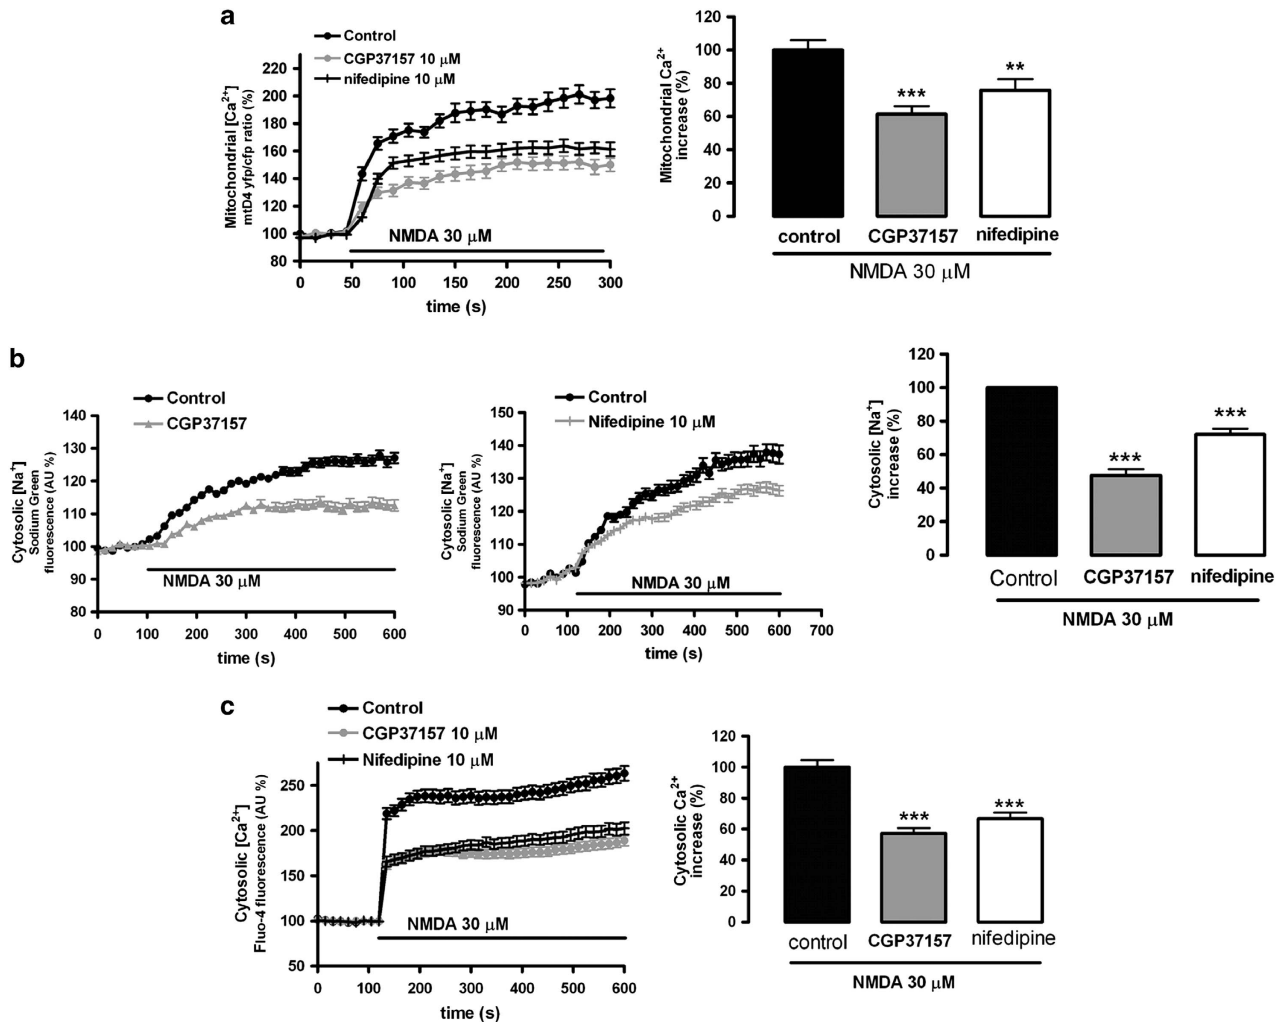 a
Control
CGP37157 10 μM
nifedipine 10 μM
Mitochondrial [Ca²⁺]
mtD4 yfp/cfp ratio (%)
220
200
180
160
140
120
100
80
NMDA 30 μM
0 50 100 150 200 250 300
time (s)
Mitochondrial Ca²⁺
increase (%)
120
100
80
60
40
20
0
***
**
control CGP37157 nifedipine
NMDA 30 μM
b
Control
CGP37157
Cytosolic [Na⁺]
Sodium Green
fluorescence (AU %)
140
130
120
110
100
90
80
NMDA 30 μM
0 100 200 300 400 500 600
time (s)
Control
Nifedipine 10 μM
Cytosolic [Na⁺]
Sodium Green
fluorescence (AU %)
150
140
130
120
110
100
90
NMDA 30 μM
0 100 200 300 400 500 600 700
time (s)
Cytosolic [Na⁺]
increase (%)
120
100
80
60
40
20
0
***
***
Control CGP37157 nifedipine
NMDA 30 μM
c
Control
CGP37157 10 μM
Nifedipine 10 μM
Cytosolic [Ca²⁺]
Fluo-4 fluorescence (AU %)
250
200
150
100
50
NMDA 30 μM
0 100 200 300 400 500 600
time (s)
Cytosolic Ca²⁺
increase (%)
120
100
80
60
40
20
0
***
***
control CGP37157 nifedipine
NMDA 30 μM